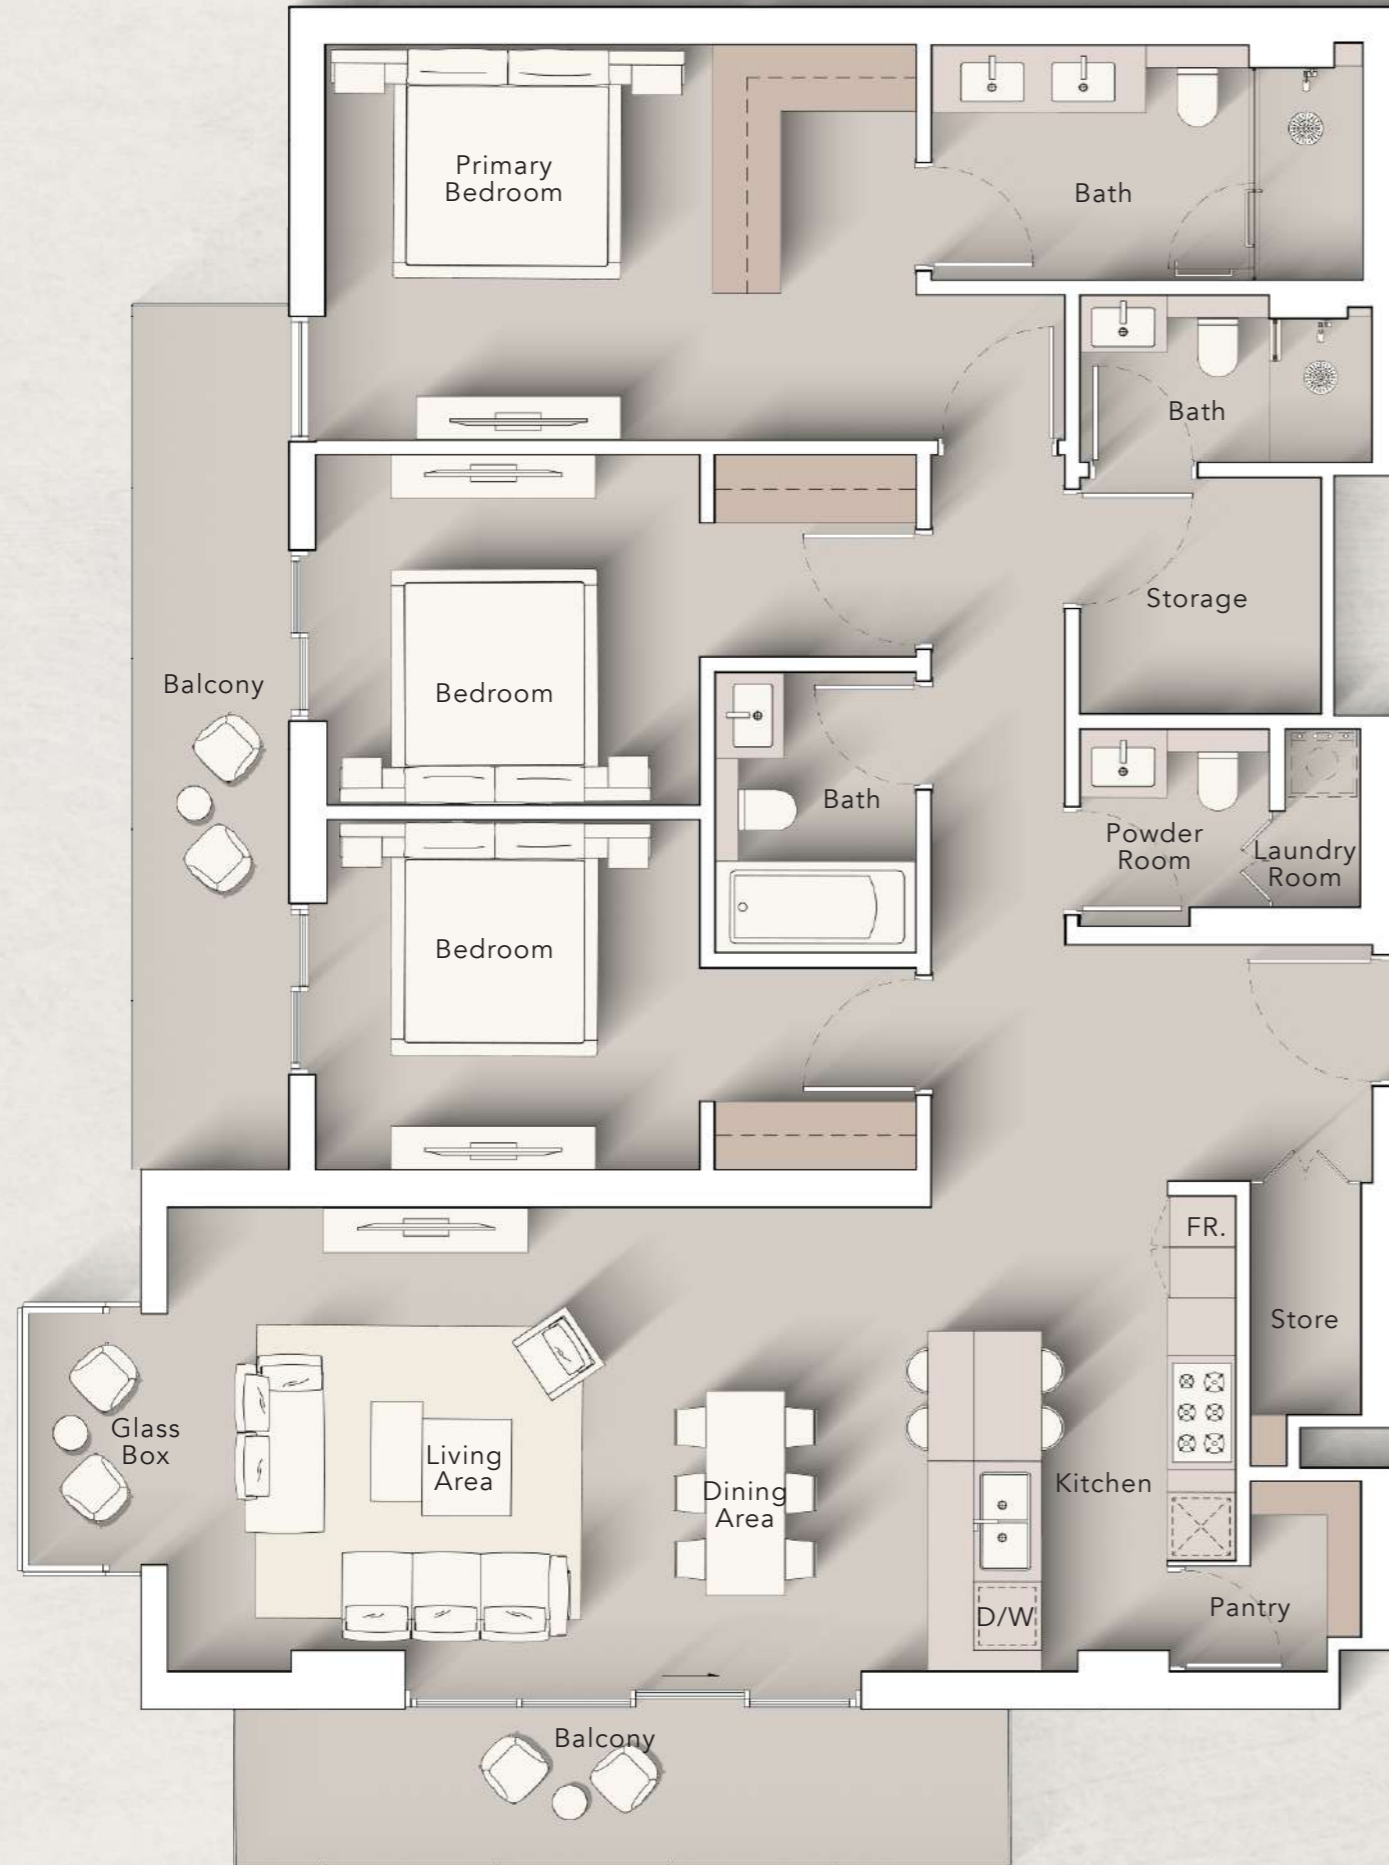 Primary
Bedroom
Bath
Bath
Storage
Balcony
Bedroom
Bath
Powder
Room
Laundry
Room
Bedroom
FR.
Store
Glass
Box
Living
Area
Dining
Area
Kitchen
D/W
Pantry
Balcony